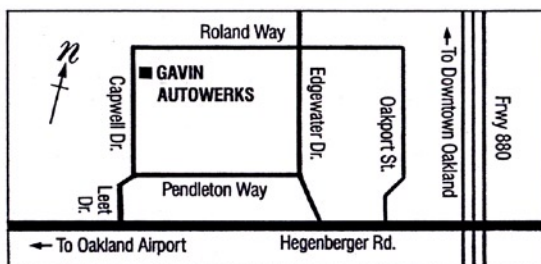 Roland Way
n
GAVIN
AUTOWERKS
Capwell Dr.
Edgewater Dr.
Oakport St.
To Downtown Oakland
Frwy 880
Leet
Dr.
Pendleton Way
To Oakland Airport
Hegenberger Rd.